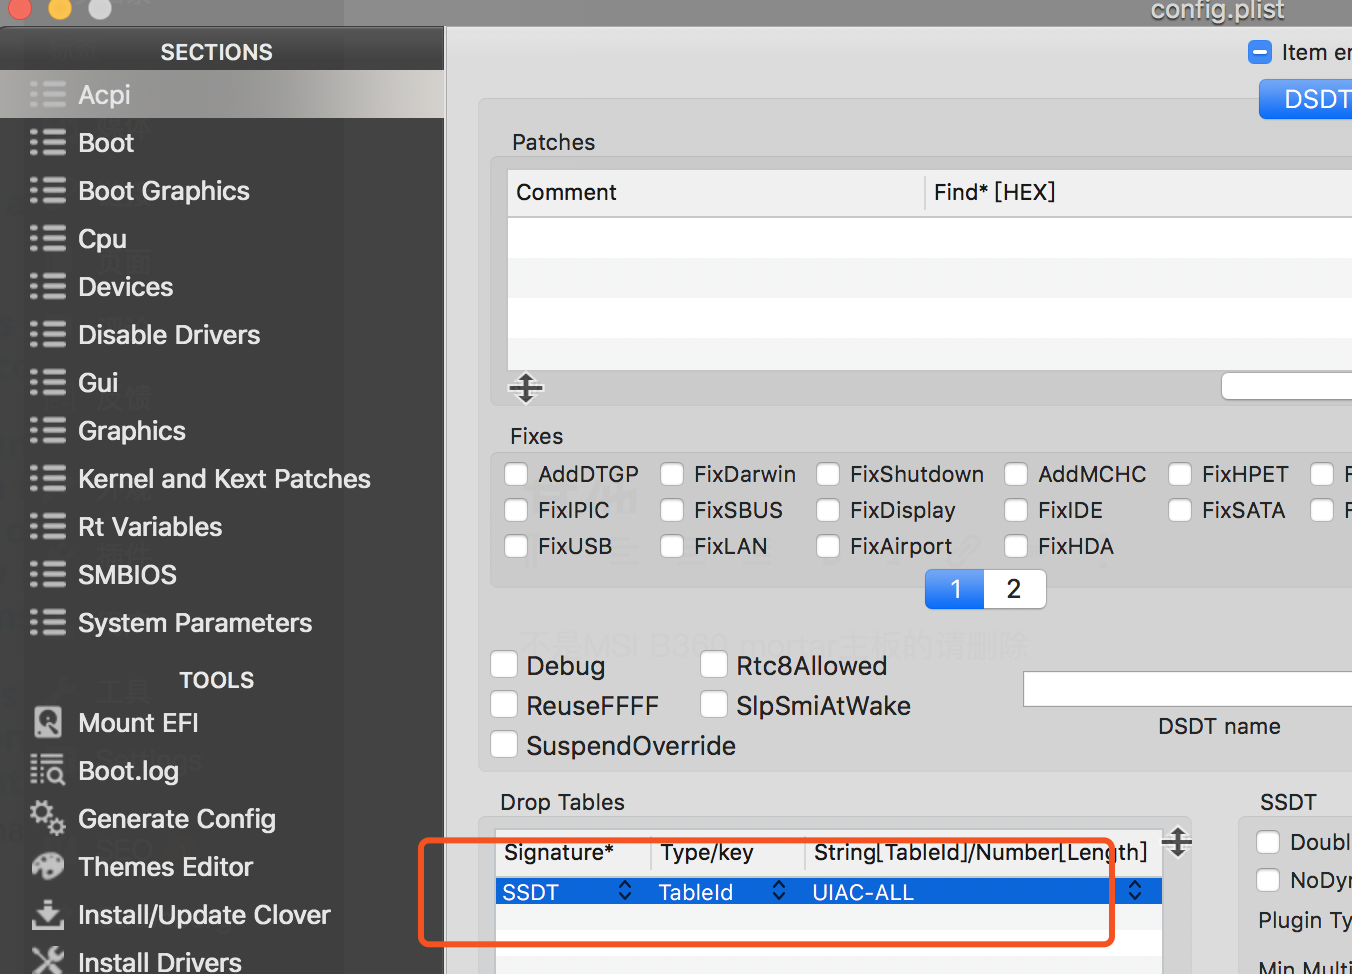 config.plist
SECTIONS
Acpi
Boot
Boot Graphics
Cpu
Devices
Disable Drivers
Gui
Graphics
Kernel and Kext Patches
Rt Variables
SMBIOS
System Parameters
TOOLS
Mount EFI
Boot.log
Generate Config
Themes Editor
Install/Update Clover
Install Drivers
Item er
DSDT
Patches
Comment Find* [HEX]
Fixes
AddDTGP FixDarwin FixShutdown AddMCHC FixHPET F
FixIPIC FixSBUS FixDisplay FixIDE FixSATA F
FixUSB FixLAN FixAirport FixHDA
1 2
不是MSI B360 mortar主板的请删除
Debug Rtc8Allowed
ReuseFFFF SlpSmiAtWake
SuspendOverride
DSDT name
Drop Tables
Signature* Type/key String[TableId]/Number[Length]
SSDT TableId UIAC-ALL
SSDT
Doubl
NoDyn
Plugin Ty
Min Multi